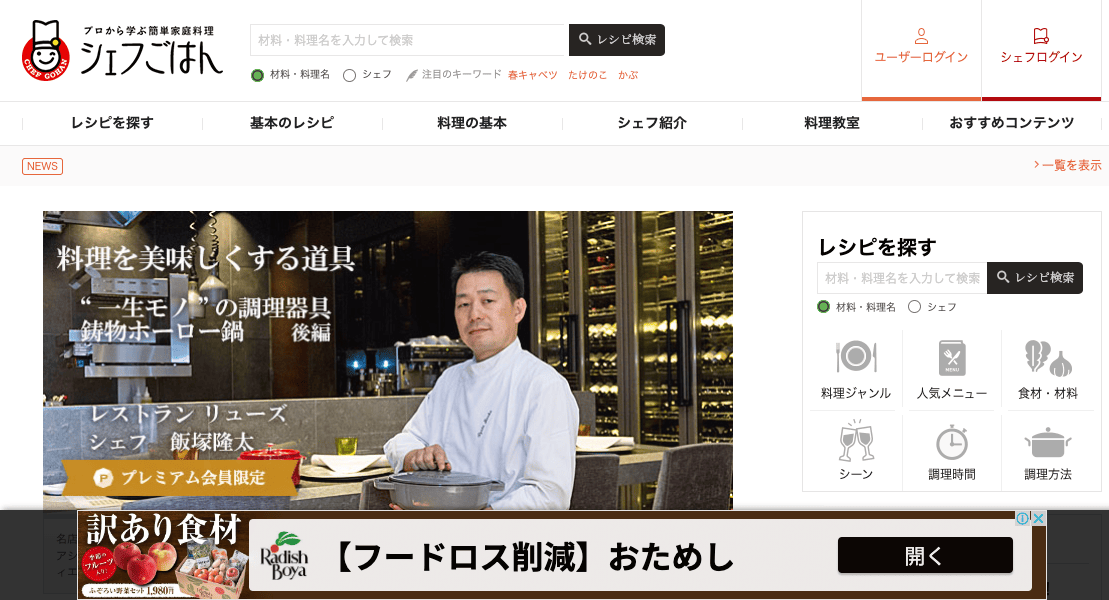 プロから学ぶ簡単家庭料理
シェフごはん
CHEF GOHAN
材料・料理名を入力して検索
レシピ検索
材料・料理名
シェフ
注目のキーワード
春キャベツ
たけのこ
かぶ
ユーザーログイン
シェフログイン
レシピを探す
基本のレシピ
料理の基本
シェフ紹介
料理教室
おすすめコンテンツ
NEWS
一覧を表示
料理を美味しくする道具
“一生モノ”の調理器具
鋳物ホーロー鍋 後編
レストラン リューズ
シェフ 飯塚隆太
P プレミアム会員限定
レシピを探す
材料・料理名を入力して検索
レシピ検索
材料・料理名
シェフ
料理ジャンル
MENU
人気メニュー
食材・材料
シーン
調理時間
調理方法
訳あり食材
季節の
フルーツ
入り!
ふぞろい野菜セット1,980円
Radish
Boya
【フードロス削減】おためし
開く